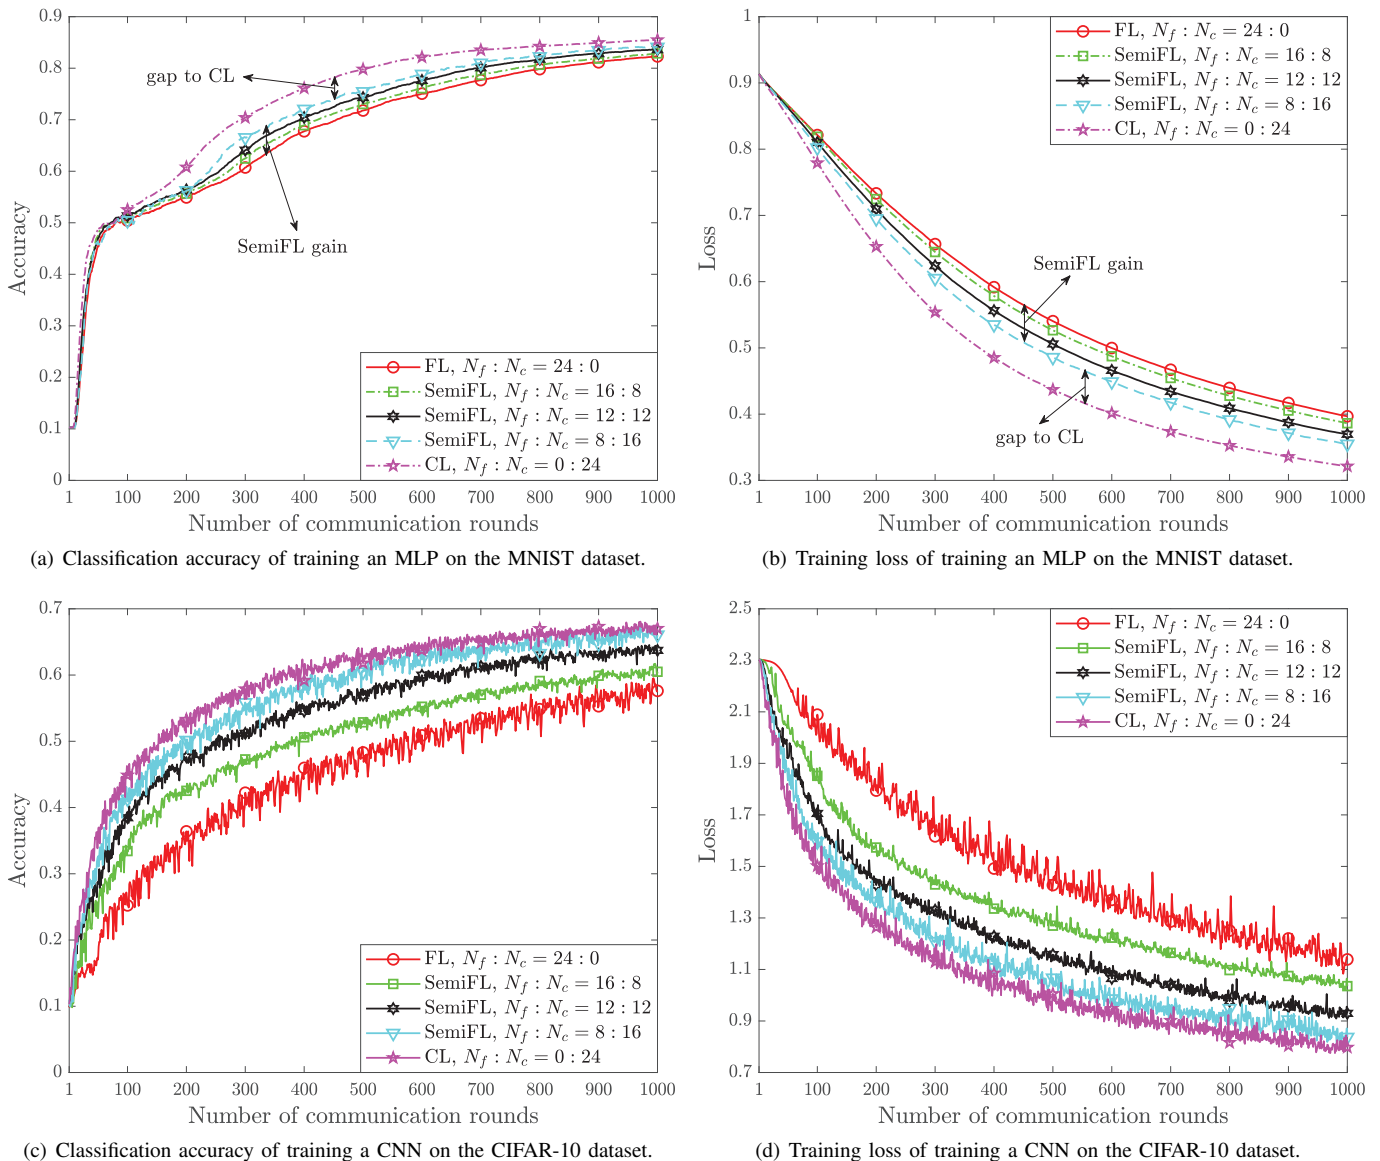 0.9
0.8
0.7
0.6
0.5
0.4
0.3
0.2
0.1
0
Accuracy
gap to CL
SemiFL gain
FL, N_f : N_c = 24 : 0
SemiFL, N_f : N_c = 16 : 8
SemiFL, N_f : N_c = 12 : 12
SemiFL, N_f : N_c = 8 : 16
CL, N_f : N_c = 0 : 24
1 100 200 300 400 500 600 700 800 900 1000
Number of communication rounds
(a) Classification accuracy of training an MLP on the MNIST dataset.
1
0.9
0.8
0.7
0.6
0.5
0.4
0.3
Loss
FL, N_f : N_c = 24 : 0
SemiFL, N_f : N_c = 16 : 8
SemiFL, N_f : N_c = 12 : 12
SemiFL, N_f : N_c = 8 : 16
CL, N_f : N_c = 0 : 24
SemiFL gain
gap to CL
1 100 200 300 400 500 600 700 800 900 1000
Number of communication rounds
(b) Training loss of training an MLP on the MNIST dataset.
0.7
0.6
0.5
0.4
0.3
0.2
0.1
0
Accuracy
FL, N_f : N_c = 24 : 0
SemiFL, N_f : N_c = 16 : 8
SemiFL, N_f : N_c = 12 : 12
SemiFL, N_f : N_c = 8 : 16
CL, N_f : N_c = 0 : 24
1 100 200 300 400 500 600 700 800 900 1000
Number of communication rounds
(c) Classification accuracy of training a CNN on the CIFAR-10 dataset.
2.5
2.3
2.1
1.9
1.7
1.5
1.3
1.1
0.9
0.7
Loss
FL, N_f : N_c = 24 : 0
SemiFL, N_f : N_c = 16 : 8
SemiFL, N_f : N_c = 12 : 12
SemiFL, N_f : N_c = 8 : 16
CL, N_f : N_c = 0 : 24
1 100 200 300 400 500 600 700 800 900 1000
Number of communication rounds
(d) Training loss of training a CNN on the CIFAR-10 dataset.